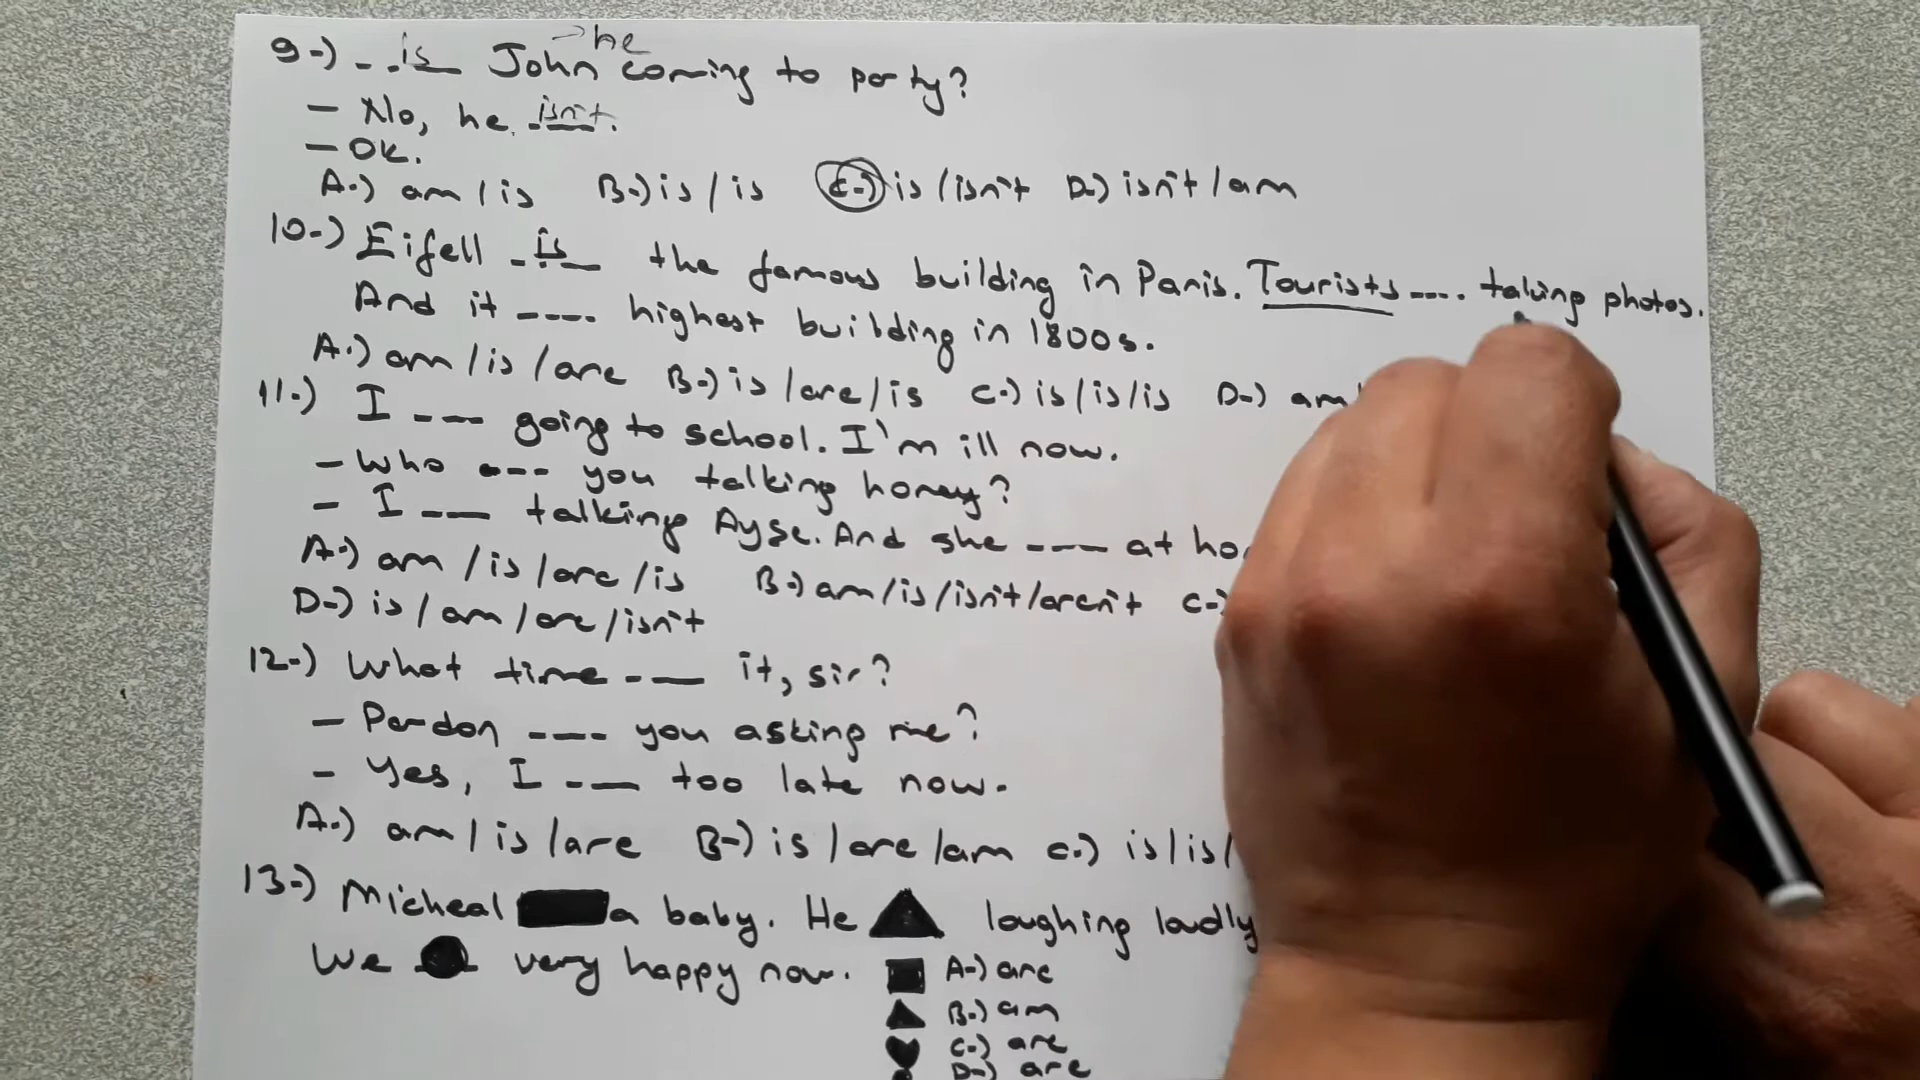 he
9-) is John coming to party?
- No, he isn't.
- Ok.
A-) am / is B-) is / is C-) is / isn't D-) isn't / am
10-) Eifell is the famous building in Paris. Tourists .... taking photos.
And it ---- highest building in 1800s.
A-) am / is / are B-) is / are / is C-) is / is / is D-) am
11-) I --- going to school. I'm ill now.
- Who --- you talking honey?
- I --- talking Ayşe. And she --- at
A-) am / is / are / is B-) am / is / isn't / aren't C-)
D-) is / am / are / isn't
12-) What time --- it, sir?
- Pardon ---- you asking me?
- Yes, I --- too late now.
A-) am / is / are B-) is / are / am C-) is / is /
13-) Micheal a baby. He laughing loudly
We very happy now.
A-) are
B-) am
C-) are
D-) are